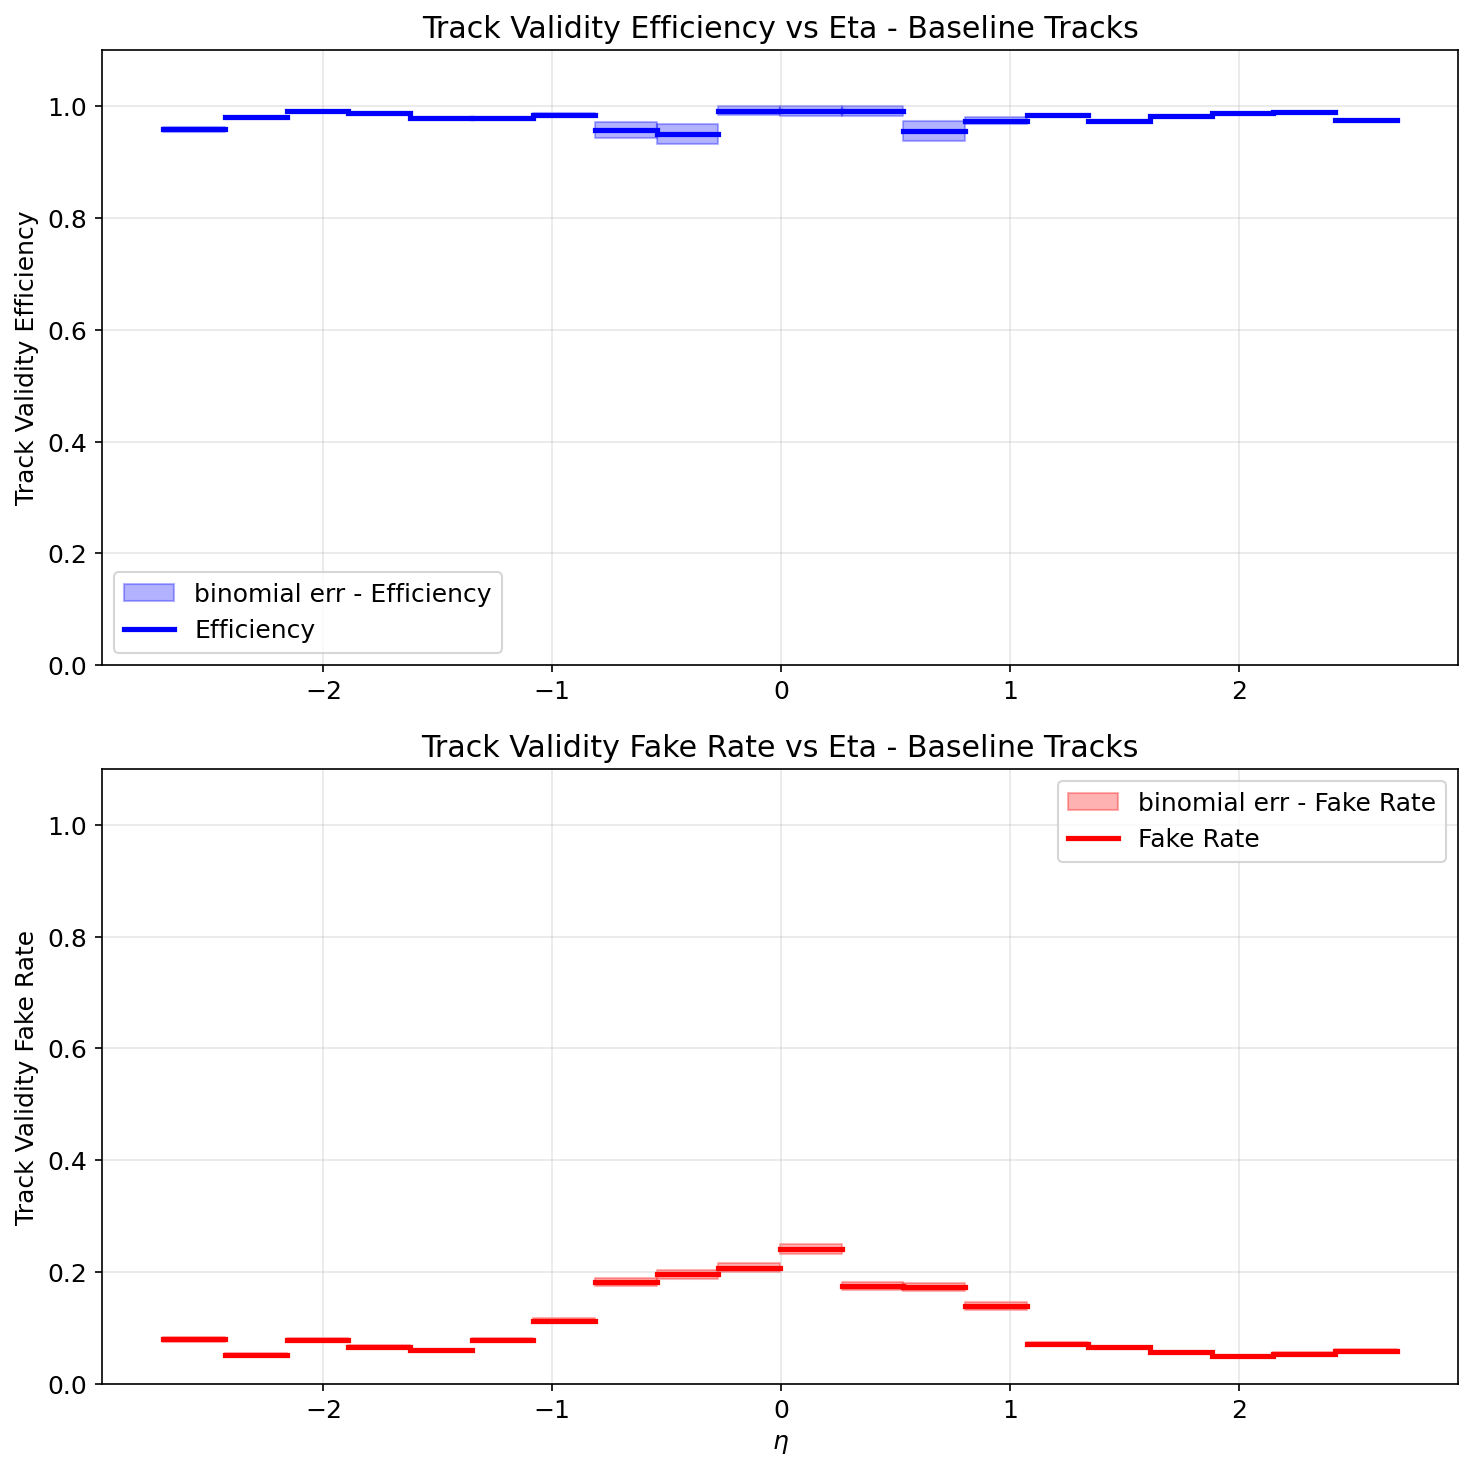 Track Validity Efficiency vs Eta - Baseline Tracks
Track Validity Efficiency
1.0
0.8
0.6
0.4
0.2
0.0
binomial err - Efficiency
Efficiency
−2
−1
0
1
2
Track Validity Fake Rate vs Eta - Baseline Tracks
Track Validity Fake Rate
1.0
0.8
0.6
0.4
0.2
0.0
binomial err - Fake Rate
Fake Rate
−2
−1
0
1
2
η